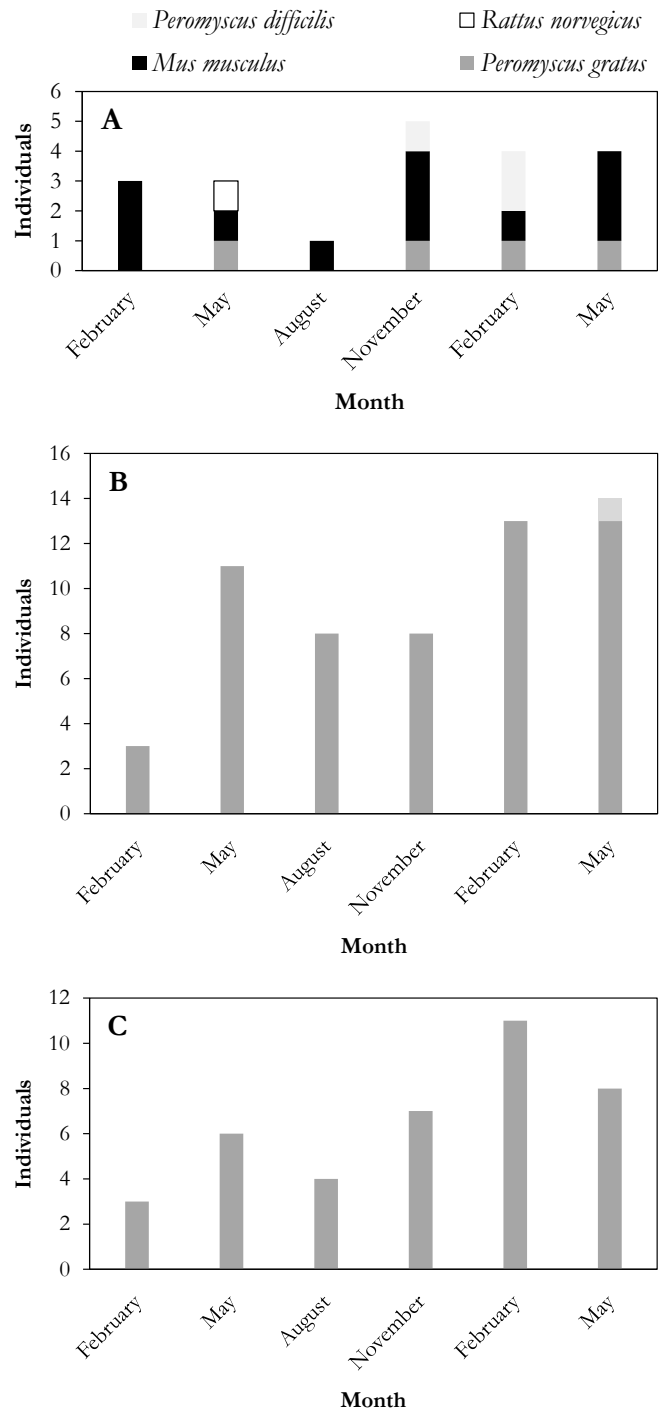 Peromyscus difficilis
Rattus norvegicus
Mus musculus
Peromyscus gratus
A
Individuals
6
5
4
3
2
1
0
February
May
August
November
February
May
Month
B
Individuals
16
14
12
10
8
6
4
2
0
February
May
August
November
February
May
Month
C
Individuals
12
10
8
6
4
2
0
February
May
August
November
February
May
Month